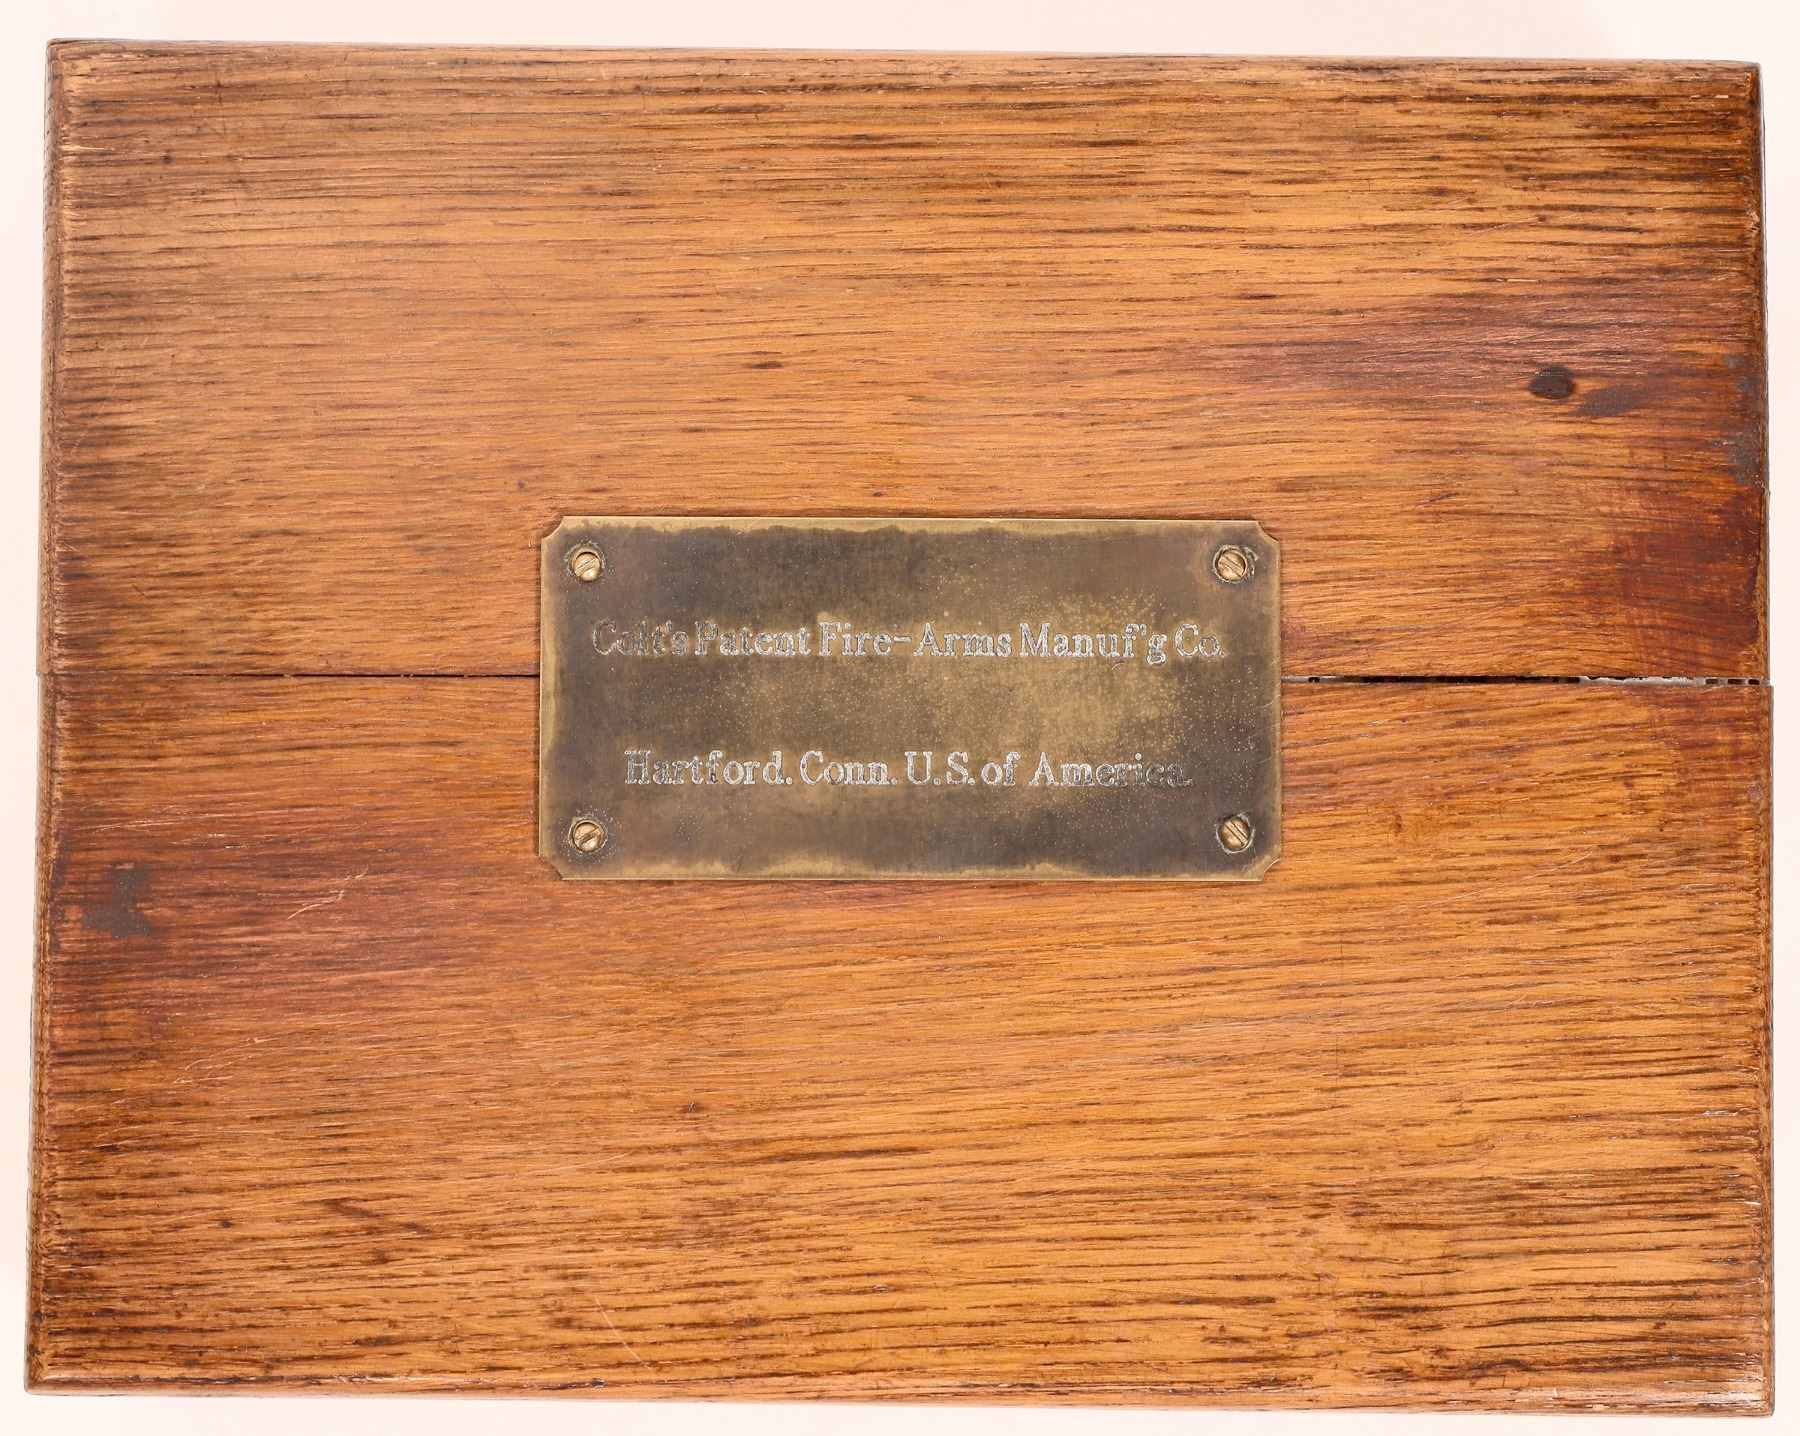 Colt's Patent Fire-Arms Manuf'g Co.
Hartford. Conn. U.S. of America.